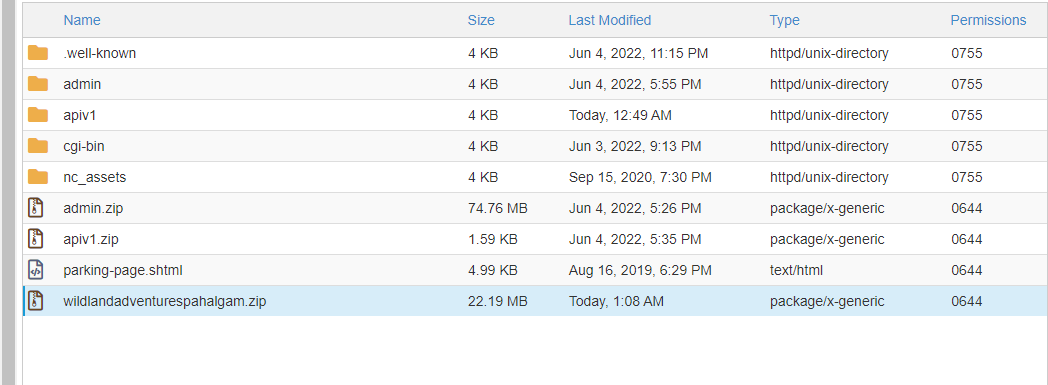 Name Size Last Modified Type Permissions
.well-known 4 KB Jun 4, 2022, 11:15 PM httpd/unix-directory 0755
admin 4 KB Jun 4, 2022, 5:55 PM httpd/unix-directory 0755
apiv1 4 KB Today, 12:49 AM httpd/unix-directory 0755
cgi-bin 4 KB Jun 3, 2022, 9:13 PM httpd/unix-directory 0755
nc_assets 4 KB Sep 15, 2020, 7:30 PM httpd/unix-directory 0755
admin.zip 74.76 MB Jun 4, 2022, 5:26 PM package/x-generic 0644
apiv1.zip 1.59 KB Jun 4, 2022, 5:35 PM package/x-generic 0644
parking-page.shtml 4.99 KB Aug 16, 2019, 6:29 PM text/html 0644
wildlandadventurespahalgam.zip 22.19 MB Today, 1:08 AM package/x-generic 0644